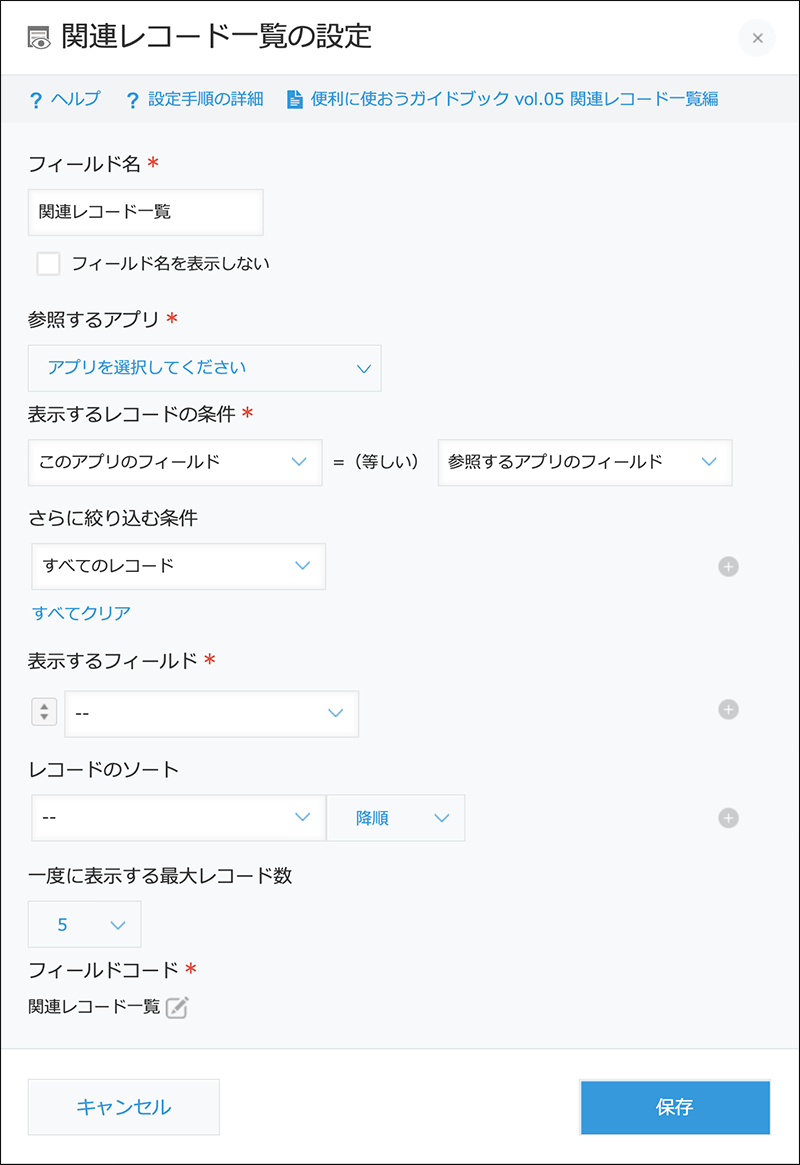 関連レコード一覧の設定
? ヘルプ ? 設定手順の詳細 便利に使おうガイドブック vol.05 関連レコード一覧編
フィールド名 *
関連レコード一覧
フィールド名を表示しない
参照するアプリ *
アプリを選択してください
表示するレコードの条件 *
このアプリのフィールド =（等しい） 参照するアプリのフィールド
さらに絞り込む条件
すべてのレコード
すべてクリア
表示するフィールド *
--
レコードのソート
-- 降順
一度に表示する最大レコード数
5
フィールドコード *
関連レコード一覧
キャンセル 保存